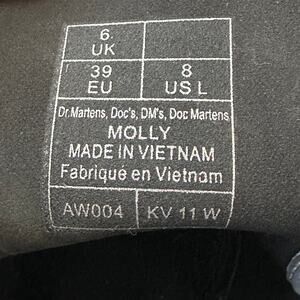 6
UK
39
EU
8
US L
Dr.Martens, Doc's, DM's, Doc Martens
MOLLY
MADE IN VIETNAM
Fabriqué en Vietnam
AW004
KV 11 W